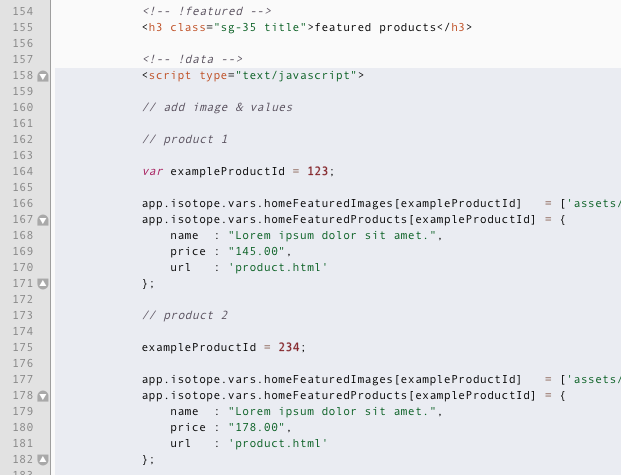 154 <!-- !featured -->
155 <h3 class="sg-35 title">featured products</h3>
156
157 <!-- !data -->
158 <script type="text/javascript">
159
160 // add image & values
161
162 // product 1
163
164 var exampleProductId = 123;
165
166 app.isotope.vars.homeFeaturedImages[exampleProductId]   = ['assets/
167 app.isotope.vars.homeFeaturedProducts[exampleProductId] = {
168     name  : "Lorem ipsum dolor sit amet.",
169     price : "145.00",
170     url   : 'product.html'
171 };
172
173 // product 2
174
175 exampleProductId = 234;
176
177 app.isotope.vars.homeFeaturedImages[exampleProductId]   = ['assets/
178 app.isotope.vars.homeFeaturedProducts[exampleProductId] = {
179     name  : "Lorem ipsum dolor sit amet.",
180     price : "178.00",
181     url   : 'product.html'
182 };